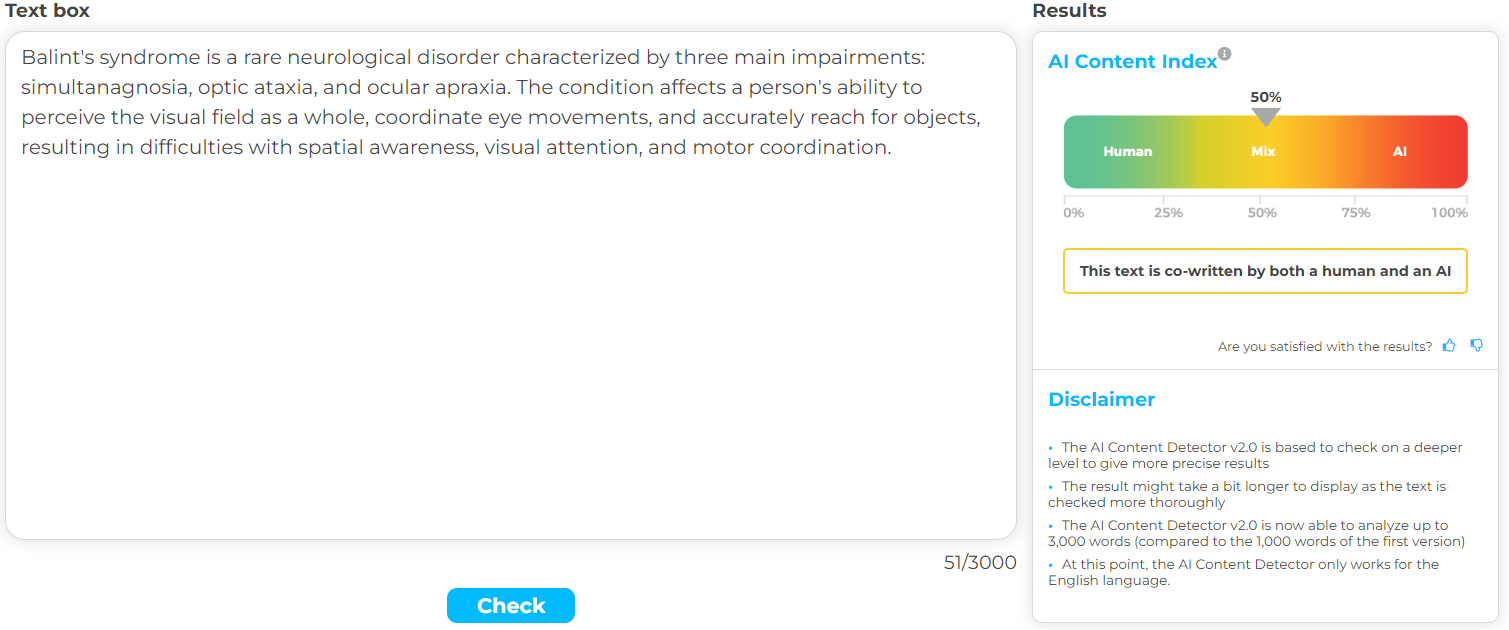 Text box
Balint's syndrome is a rare neurological disorder characterized by three main impairments:
simultanagnosia, optic ataxia, and ocular apraxia. The condition affects a person's ability to
perceive the visual field as a whole, coordinate eye movements, and accurately reach for objects,
resulting in difficulties with spatial awareness, visual attention, and motor coordination.
51/3000
Check
Results
AI Content Index i
50%
Human Mix AI
0% 25% 50% 75% 100%
This text is co-written by both a human and an AI
Are you satisfied with the results?
Disclaimer
• The AI Content Detector v2.0 is based to check on a deeper
level to give more precise results
• The result might take a bit longer to display as the text is
checked more thoroughly
• The AI Content Detector v2.0 is now able to analyze up to
3,000 words (compared to the 1,000 words of the first version)
• At this point, the AI Content Detector only works for the
English language.